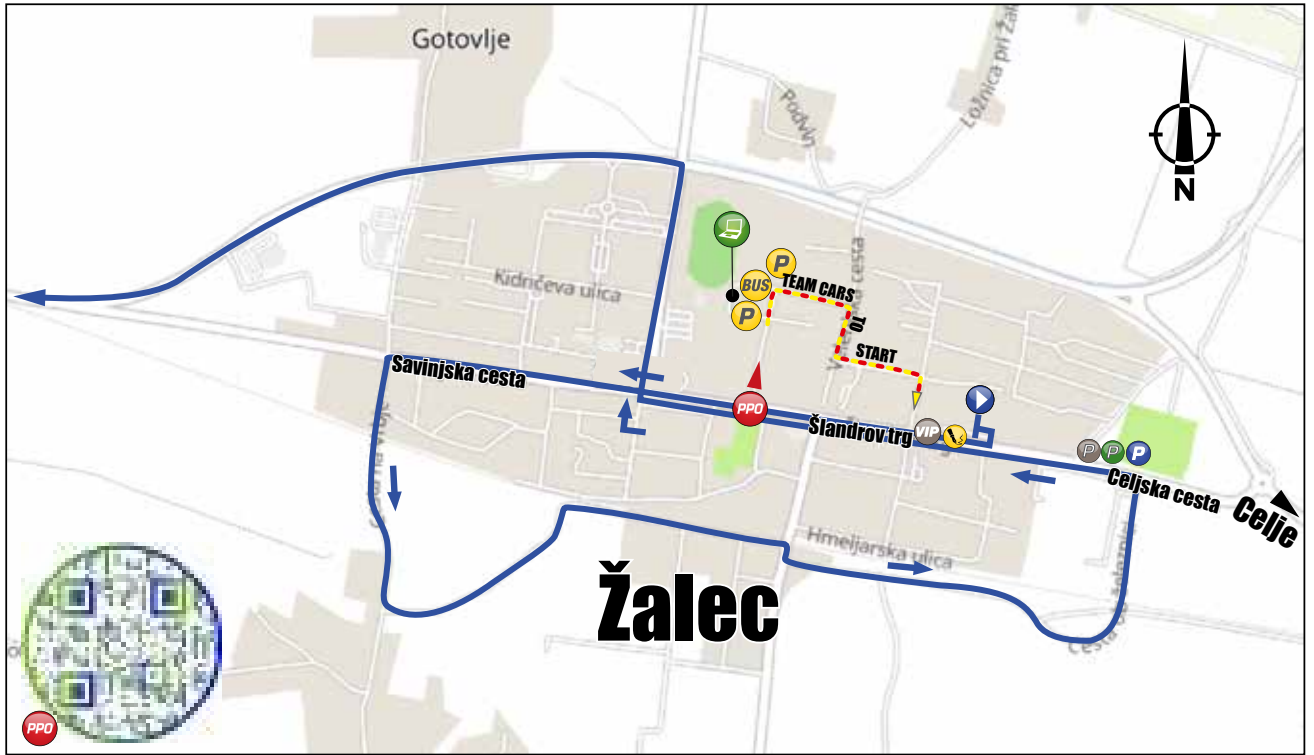 Gotovlje
Ložnica pri Žal
Podvin
N
P
BUS
TEAM CARS
P
TO
START
Kidričeva ulica
Savinjska cesta
PPO
Šlandrov trg
VIP
P
P
P
Celjska cesta
Celje
Hmeljarska ulica
Žalec
PPO